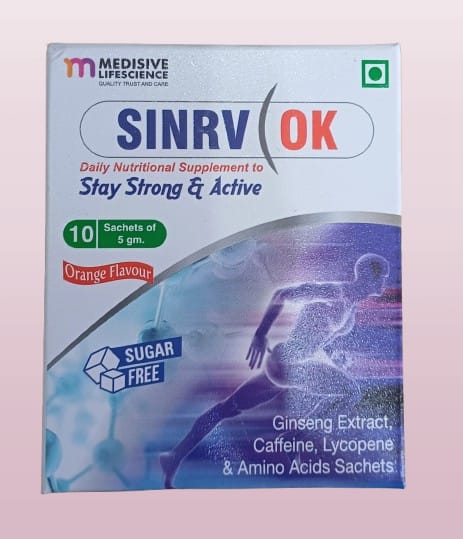 MEDISIVE
LIFESCIENCE
QUALITY TRUST AND CARE
SINRV OK
Daily Nutritional Supplement to
Stay Strong & Active
10 Sachets of
5 gm.
Orange Flavour
SUGAR
FREE
Ginseng Extract,
Caffeine, Lycopene
& Amino Acids Sachets